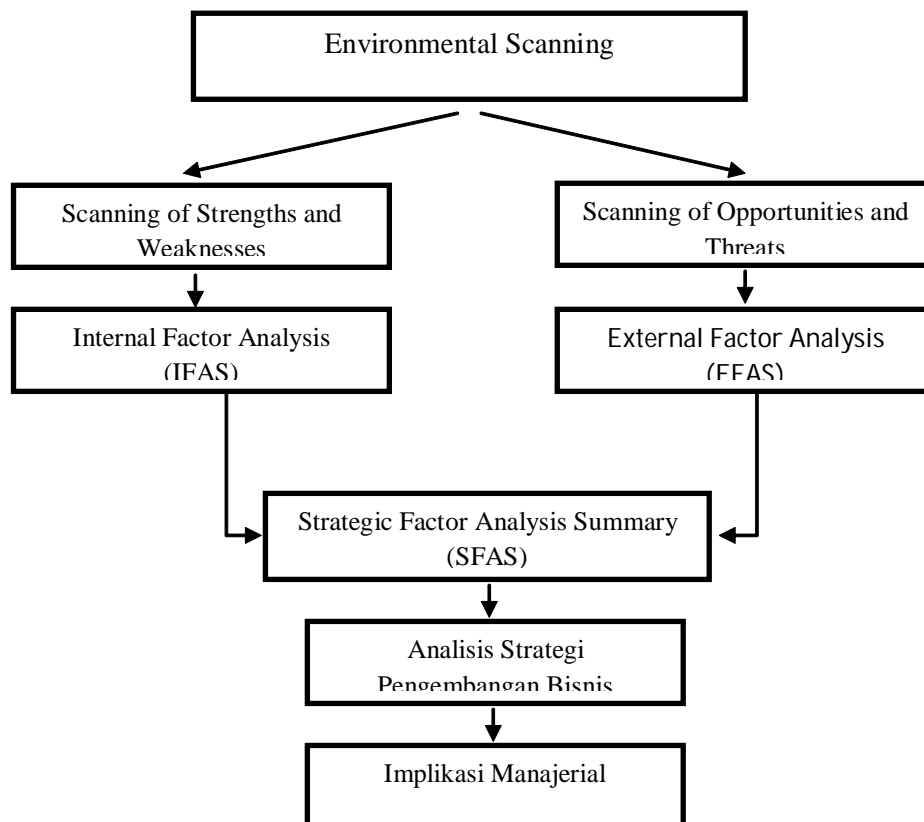 Environmental Scanning
Scanning of Strengths and
Weaknesses
Scanning of Opportunities and
Threats
Internal Factor Analysis
(IFAS)
External Factor Analysis
(EFAS)
Strategic Factor Analysis Summary
(SFAS)
Analisis Strategi
Pengembangan Bisnis
Implikasi Manajerial